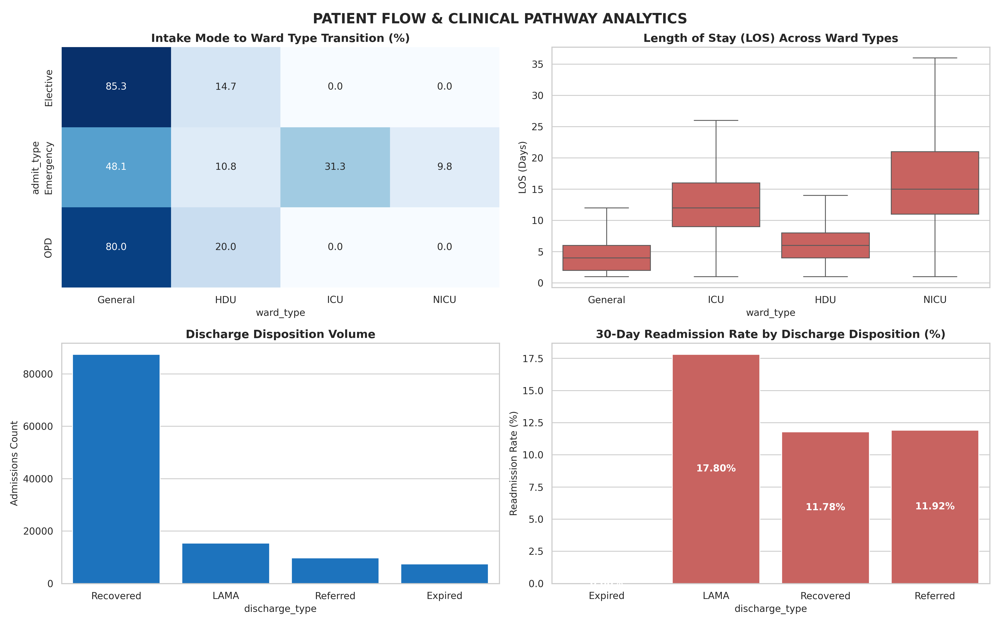 PATIENT FLOW & CLINICAL PATHWAY ANALYTICS
Intake Mode to Ward Type Transition (%)
admit_type
Elective
Emergency
OPD
85.3 14.7 0.0 0.0
48.1 10.8 31.3 9.8
80.0 20.0 0.0 0.0
General HDU ICU NICU
ward_type
Length of Stay (LOS) Across Ward Types
LOS (Days)
35
30
25
20
15
10
5
0
General ICU HDU NICU
ward_type
Discharge Disposition Volume
Admissions Count
80000
60000
40000
20000
0
Recovered LAMA Referred Expired
discharge_type
30-Day Readmission Rate by Discharge Disposition (%)
Readmission Rate (%)
17.5
15.0
12.5
10.0
7.5
5.0
2.5
0.0
17.80%
11.78%
11.92%
Expired LAMA Recovered Referred
discharge_type